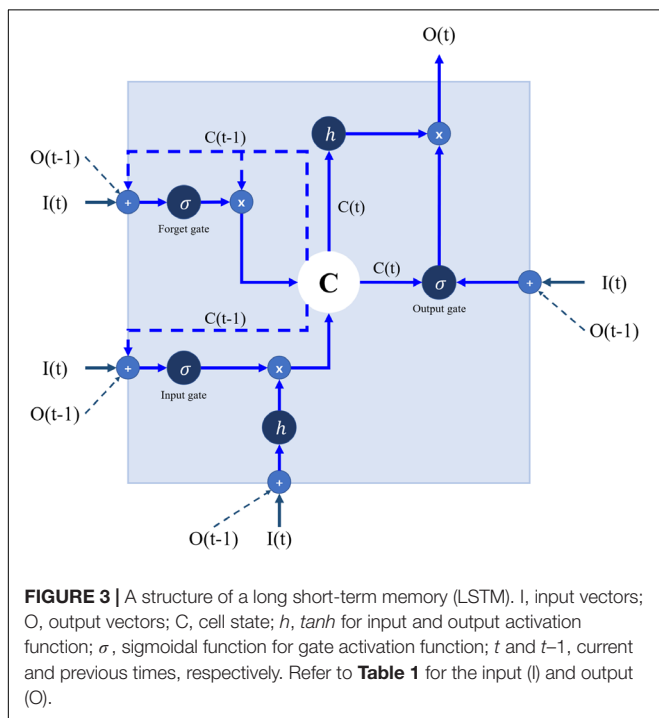 O(t)
h
x
C(t-1)
O(t-1)
I(t)
+
σ
x
Forget gate
C(t)
C
C(t)
σ
+
I(t)
Output gate
O(t-1)
C(t-1)
I(t)
+
σ
x
Input gate
O(t-1)
h
+
O(t-1)
I(t)
FIGURE 3 | A structure of a long short-term memory (LSTM). I, input vectors;
O, output vectors; C, cell state; h, tanh for input and output activation
function; σ, sigmoidal function for gate activation function; t and t–1, current
and previous times, respectively. Refer to Table 1 for the input (I) and output
(O).